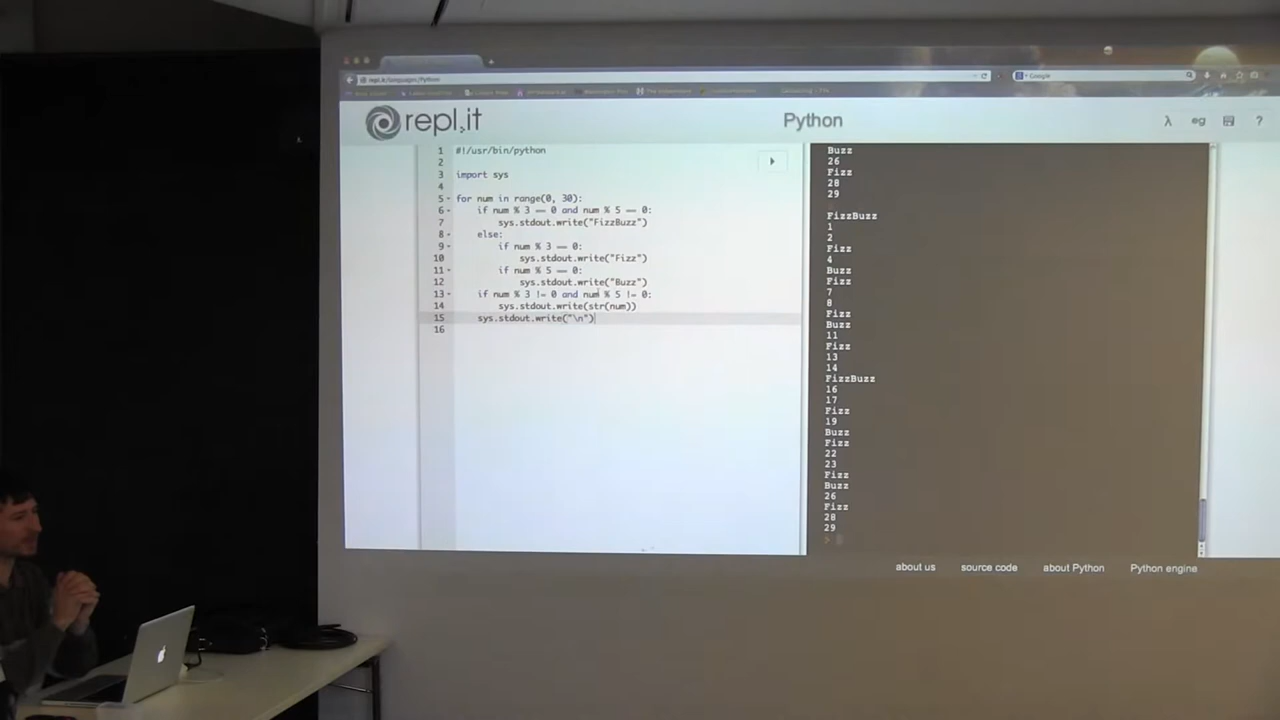 repl.it/languages/Python
Google
repl.it
Python
λ eg ?
1 #!/usr/bin/python
2
3 import sys
4
5 for num in range(0, 30):
6 if num % 3 == 0 and num % 5 == 0:
7 sys.stdout.write("FizzBuzz")
8 else:
9 if num % 3 == 0:
10 sys.stdout.write("Fizz")
11 if num % 5 == 0:
12 sys.stdout.write("Buzz")
13 if num % 3 != 0 and num % 5 != 0:
14 sys.stdout.write(str(num))
15 sys.stdout.write("\n")
16
Buzz
26
Fizz
28
29
FizzBuzz
1
2
Fizz
4
Buzz
Fizz
7
8
Fizz
Buzz
11
Fizz
13
14
FizzBuzz
16
17
Fizz
19
Buzz
Fizz
22
23
Fizz
Buzz
26
Fizz
28
29
>
about us source code about Python Python engine